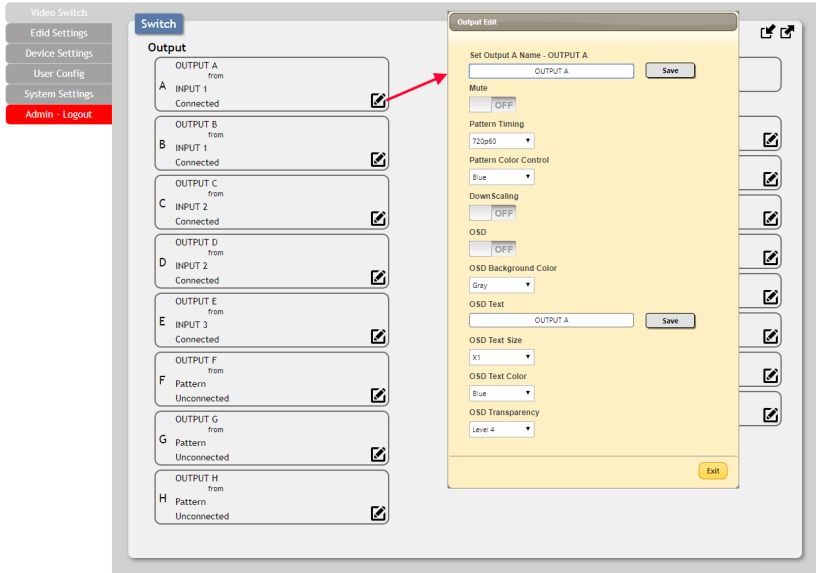 Video Switch
Edid Settings
Device Settings
User Config
System Settings
Admin - Logout
Switch
Output
OUTPUT A
from
A
INPUT 1
Connected
OUTPUT B
from
B
INPUT 1
Connected
OUTPUT C
from
C
INPUT 2
Connected
OUTPUT D
from
D
INPUT 2
Connected
OUTPUT E
from
E
INPUT 3
Connected
OUTPUT F
from
F
Pattern
Unconnected
OUTPUT G
from
G
Pattern
Unconnected
OUTPUT H
from
H
Pattern
Unconnected
Output Edit
Set Output A Name - OUTPUT A
OUTPUT A
Save
Mute
OFF
Pattern Timing
720p60
Pattern Color Control
Blue
DownScaling
OFF
OSD
OFF
OSD Background Color
Gray
OSD Text
OUTPUT A
Save
OSD Text Size
X1
OSD Text Color
Blue
OSD Transparency
Level 4
Exit